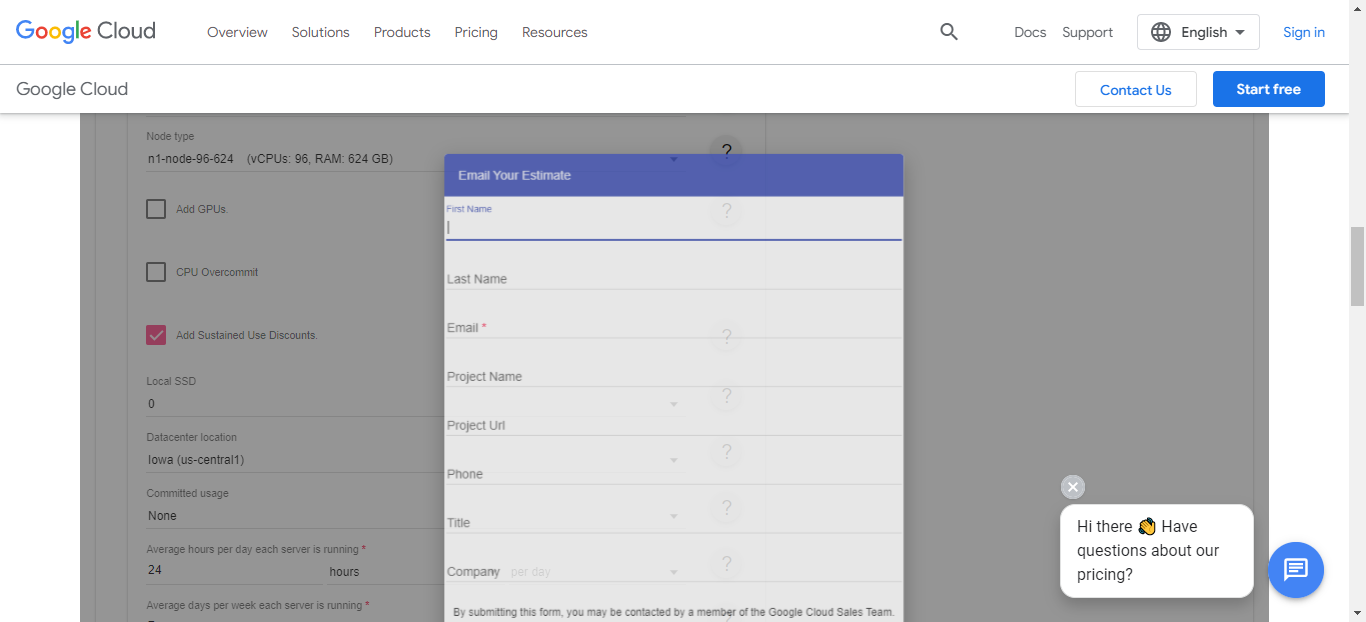 Google Cloud Overview Solutions Products Pricing Resources Docs Support English Sign in
Google Cloud Contact Us Start free
Node type
n1-node-96-624 (vCPUs: 96, RAM: 624 GB)
?
Add GPUs.
CPU Overcommit
Add Sustained Use Discounts.
Local SSD
0
Datacenter location
Iowa (us-central1)
Committed usage
None
Average hours per day each server is running *
24 hours
Average days per week each server is running *
Email Your Estimate
First Name
?
Last Name
Email *
?
Project Name
?
Project Url
?
Phone
?
Title
Company per day
?
By submitting this form, you may be contacted by a member of the Google Cloud Sales Team.
Hi there 👋 Have
questions about our
pricing?